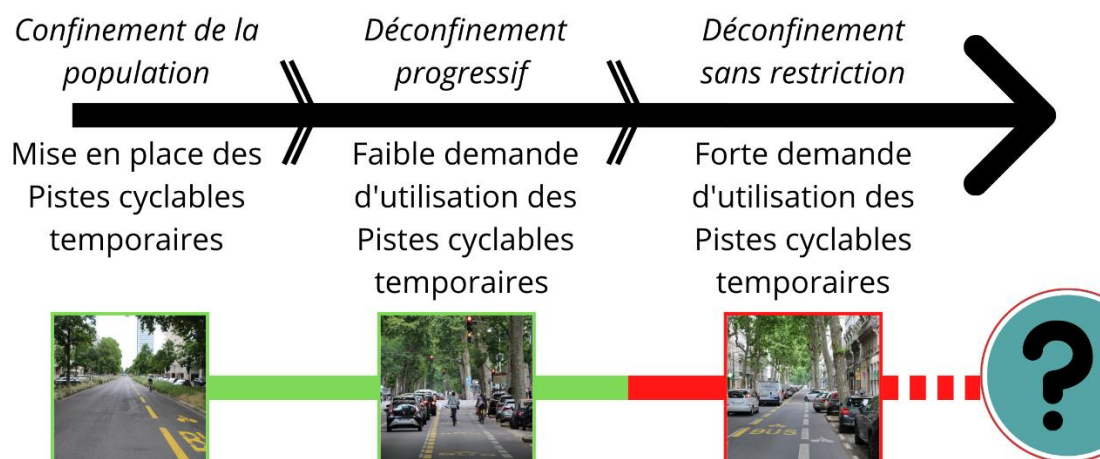 Confinement de la
population
Déconfinement
progressif
Déconfinement
sans restriction
Mise en place des
Pistes cyclables
temporaires
Faible demande
d'utilisation des
Pistes cyclables
temporaires
Forte demande
d'utilisation des
Pistes cyclables
temporaires
BUS
?